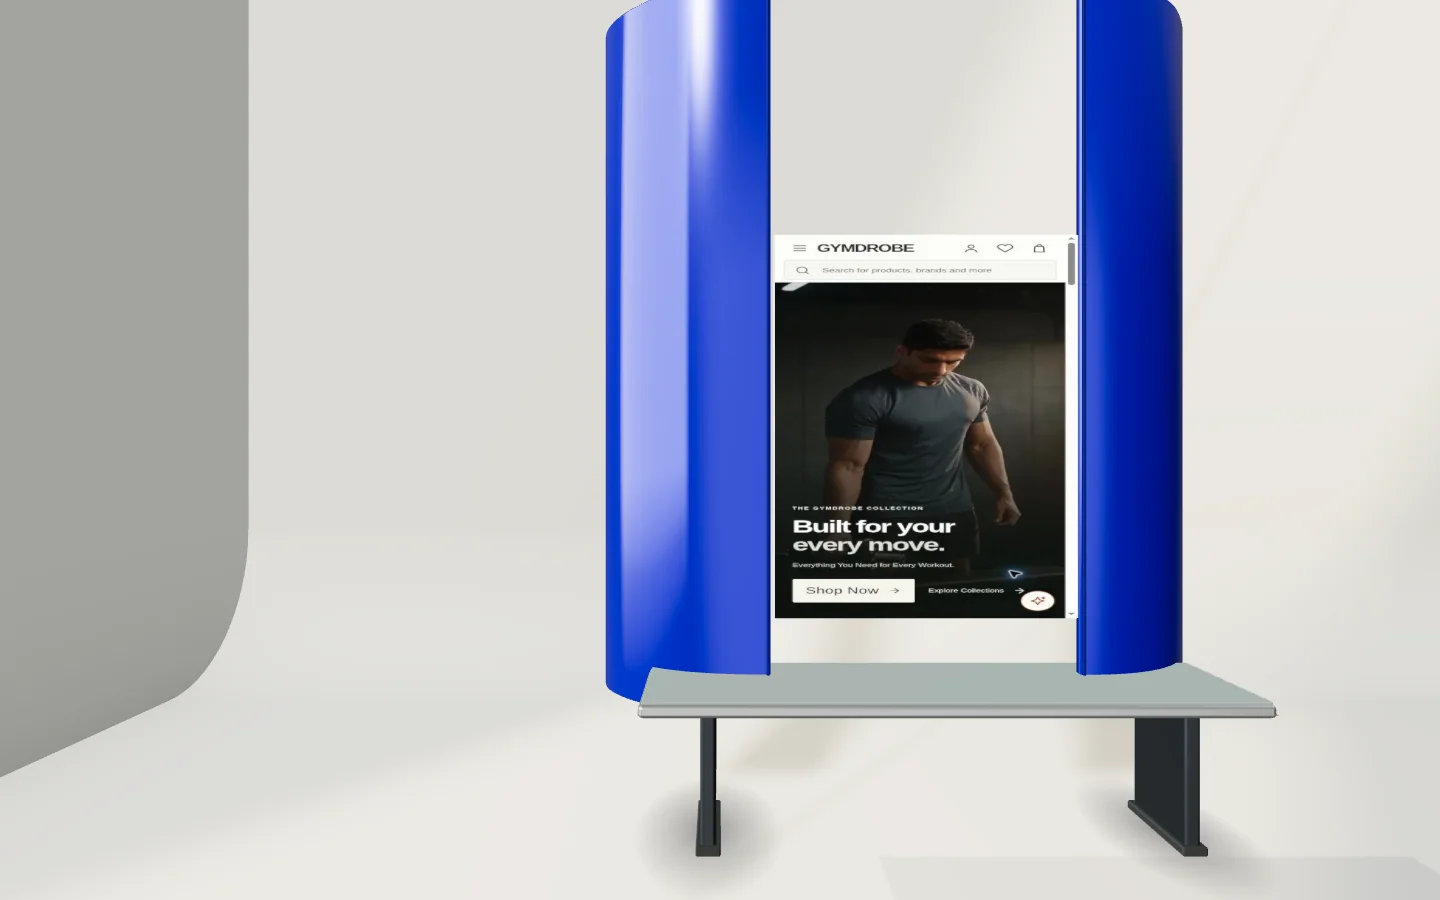 GYMDROBE
Search for products, brands and more
THE GYMDROBE COLLECTION
Built for your
every move.
Everything You Need for Every Workout.
Shop Now →
Explore Collections →